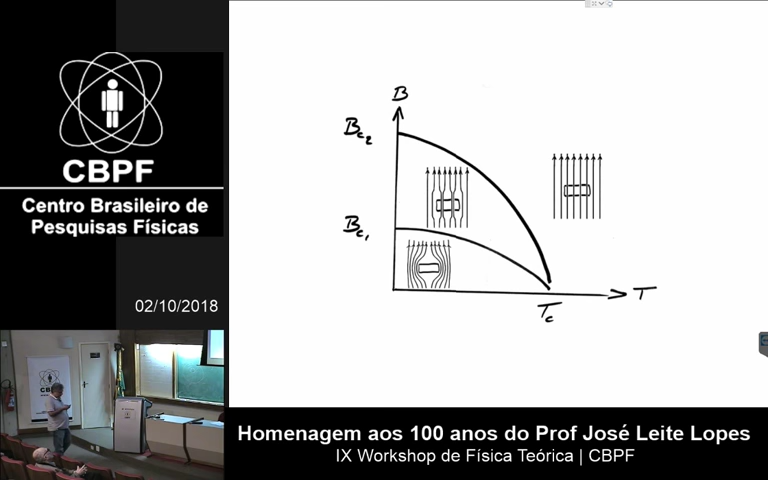 CBPF
Centro Brasileiro de
Pesquisas Físicas
02/10/2018
B
Bc2
Bc1
Tc
T
Homenagem aos 100 anos do Prof José Leite Lopes
IX Workshop de Física Teórica | CBPF